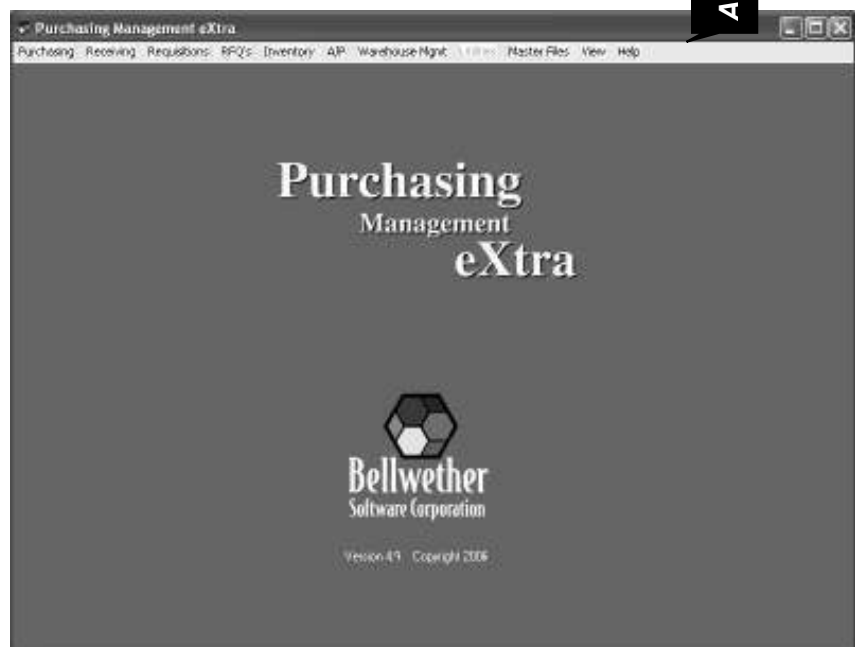 A
Purchasing Management eXtra
Purchasing Receiving Requisitions RFQ's Inventory A/P Warehouse Mgmt Utilities Master Files View Help
Purchasing
Management
eXtra
Bellwether
Software Corporation
Version 4.9 Copyright 2006